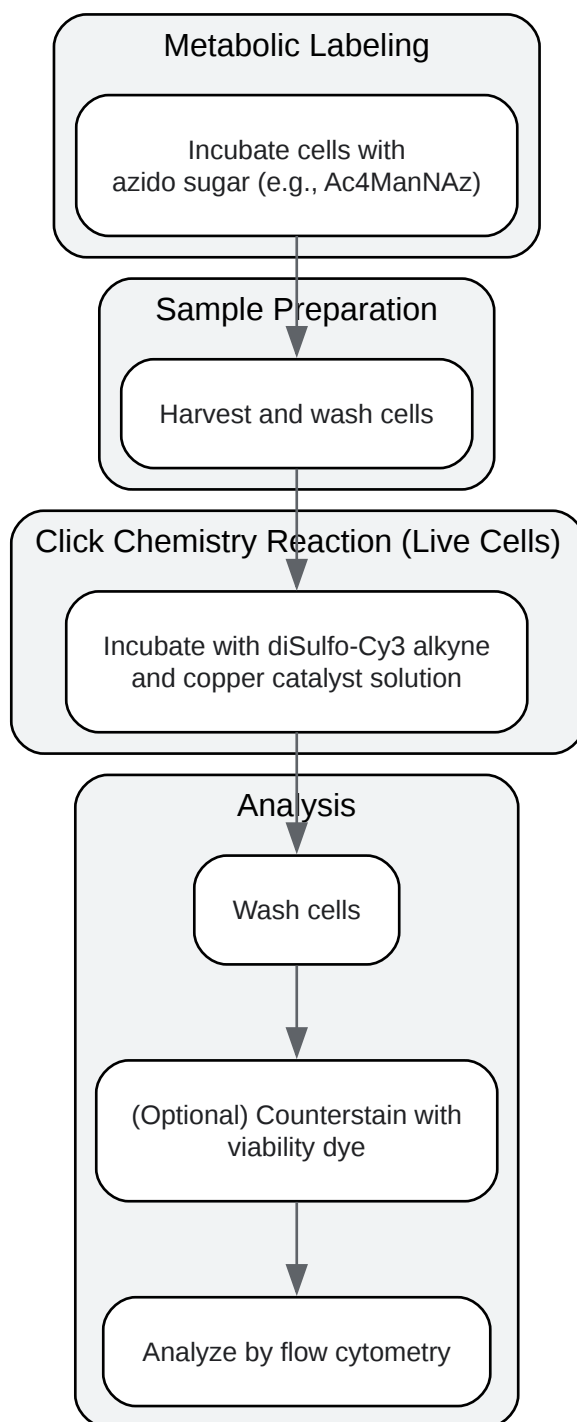 Metabolic Labeling
Incubate cells with
azido sugar (e.g., Ac4ManNAz)
Sample Preparation
Harvest and wash cells
Click Chemistry Reaction (Live Cells)
Incubate with diSulfo-Cy3 alkyne
and copper catalyst solution
Analysis
Wash cells
(Optional) Counterstain with
viability dye
Analyze by flow cytometry